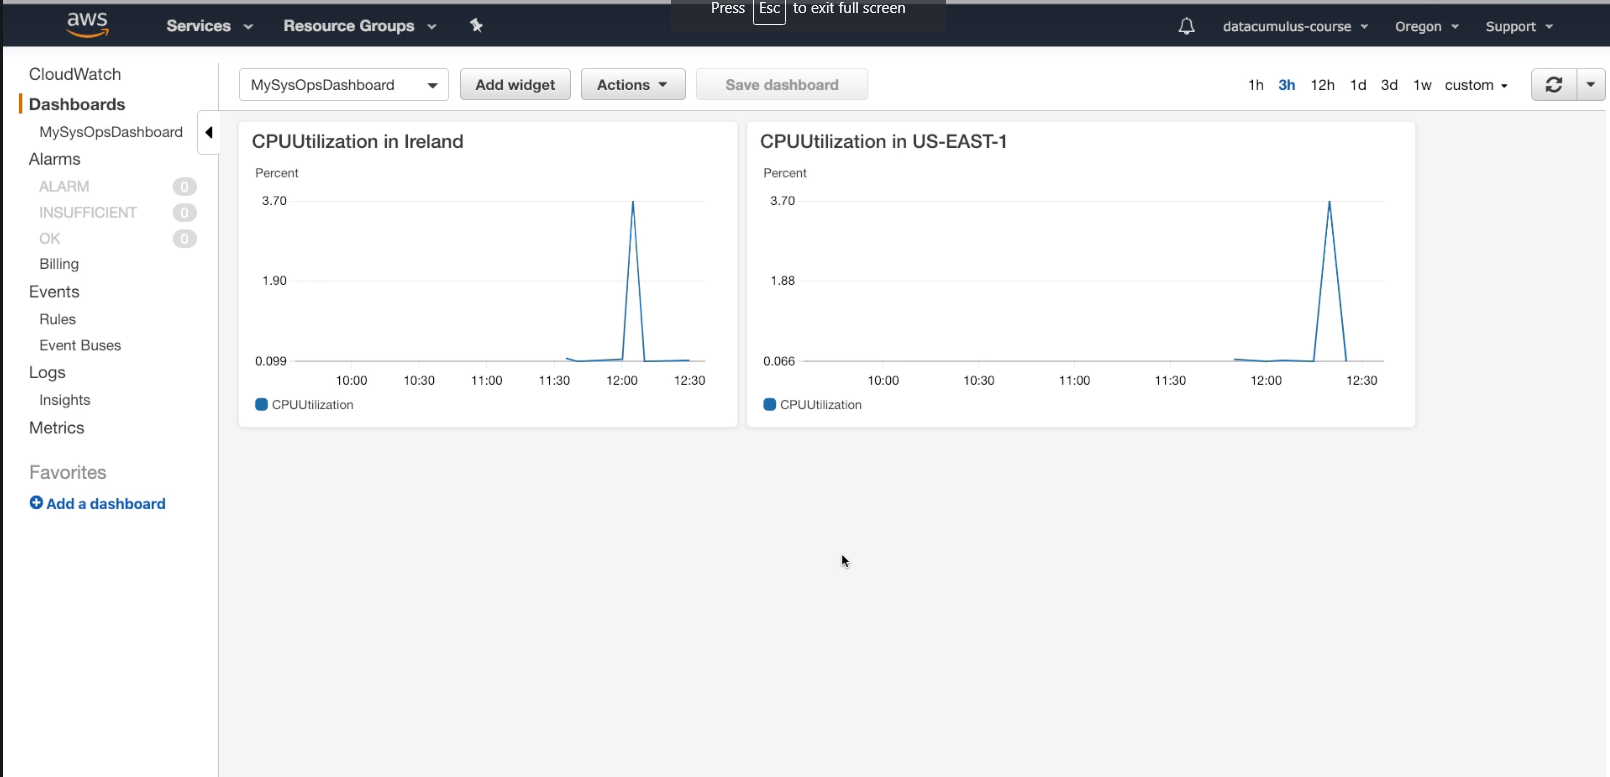 Press Esc to exit full screen
aws Services Resource Groups datacumulus-course Oregon Support
CloudWatch
Dashboards
MySysOpsDashboard
Alarms
ALARM 0
INSUFFICIENT 0
OK 0
Billing
Events
Rules
Event Buses
Logs
Insights
Metrics
Favorites
Add a dashboard
MySysOpsDashboard Add widget Actions Save dashboard 1h 3h 12h 1d 3d 1w custom
CPUUtilization in Ireland
Percent
3.70
1.90
0.099
10:00 10:30 11:00 11:30 12:00 12:30
CPUUtilization
CPUUtilization in US-EAST-1
Percent
3.70
1.88
0.066
10:00 10:30 11:00 11:30 12:00 12:30
CPUUtilization